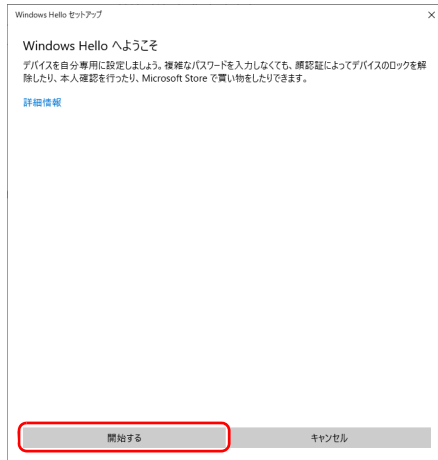 Windows Hello セットアップ
Windows Hello へようこそ
デバイスを自分専用に設定しましょう。複雑なパスワードを入力しなくても、顔認証によってデバイスのロックを解
除したり、本人確認を行ったり、Microsoft Store で買い物をしたりできます。
詳細情報
開始する
キャンセル